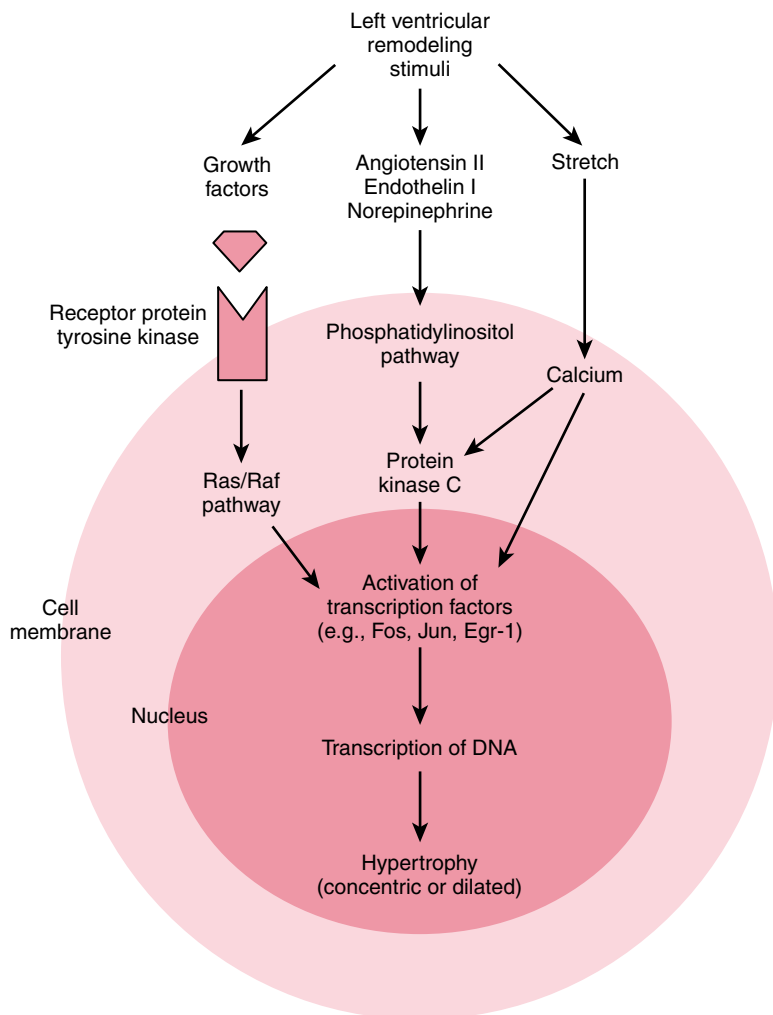 Left ventricular
remodeling
stimuli
Growth
factors
Angiotensin II
Endothelin I
Norepinephrine
Stretch
Receptor protein
tyrosine kinase
Phosphatidylinositol
pathway
Calcium
Ras/Raf
pathway
Protein
kinase C
Activation of
transcription factors
(e.g., Fos, Jun, Egr-1)
Cell
membrane
Nucleus
Transcription of DNA
Hypertrophy
(concentric or dilated)